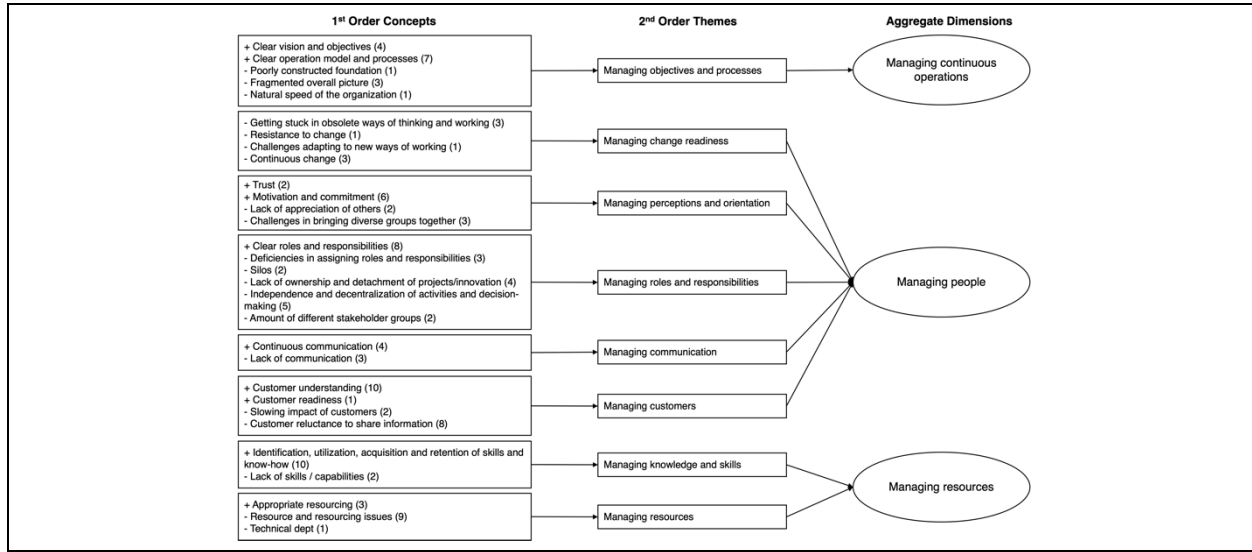 1st Order Concepts
2nd Order Themes
Aggregate Dimensions
+ Clear vision and objectives (4)
+ Clear operation model and processes (7)
- Poorly constructed foundation (1)
- Fragmented overall picture (3)
- Natural speed of the organization (1)
Managing objectives and processes
Managing continuous
operations
- Getting stuck in obsolete ways of thinking and working (3)
- Resistance to change (1)
- Challenges adapting to new ways of working (1)
- Continuous change (3)
Managing change readiness
+ Trust (2)
+ Motivation and commitment (6)
- Lack of appreciation of others (2)
- Challenges in bringing diverse groups together (3)
Managing perceptions and orientation
+ Clear roles and responsibilities (8)
- Deficiencies in assigning roles and responsibilities (3)
- Silos (2)
- Lack of ownership and detachment of projects/innovation (4)
- Independence and decentralization of activities and decision-
making (5)
- Amount of different stakeholder groups (2)
Managing roles and responsibilities
Managing people
+ Continuous communication (4)
- Lack of communication (3)
Managing communication
+ Customer understanding (10)
+ Customer readiness (1)
- Slowing impact of customers (2)
- Customer reluctance to share information (8)
Managing customers
+ Identification, utilization, acquisition and retention of skills and
know-how (10)
- Lack of skills / capabilities (2)
Managing knowledge and skills
Managing resources
+ Appropriate resourcing (3)
- Resource and resourcing issues (9)
- Technical dept (1)
Managing resources